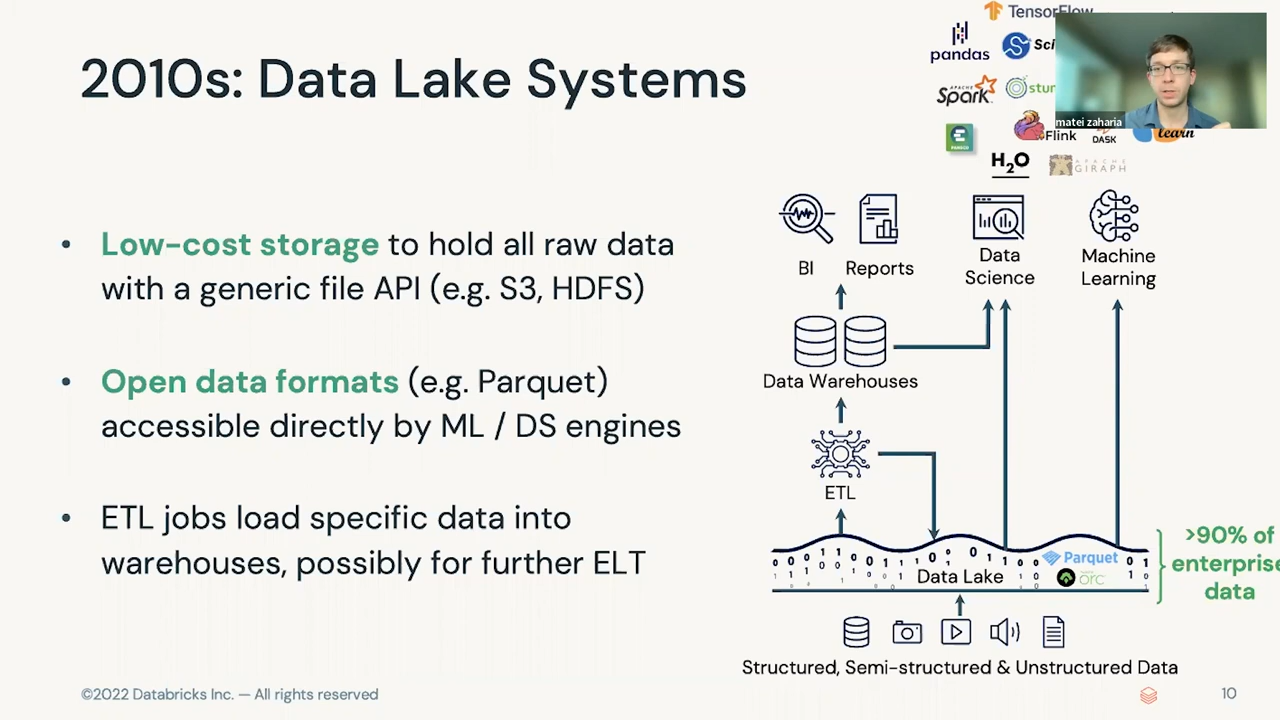 TensorFlow
2010s: Data Lake Systems
pandas
Sci
APACHE
Spark
matei zaharia
Flink
DASK
learn
H2O
APACHE
GIRAPH
Low-cost storage to hold all raw data
with a generic file API (e.g. S3, HDFS)
Open data formats (e.g. Parquet)
accessible directly by ML / DS engines
ETL jobs load specific data into
warehouses, possibly for further ELT
BI
Reports
Data
Science
Machine
Learning
Data Warehouses
ETL
Data Lake
Parquet
orc
>90% of
enterprise
data
Structured, Semi-structured & Unstructured Data
©2022 Databricks Inc. — All rights reserved
10